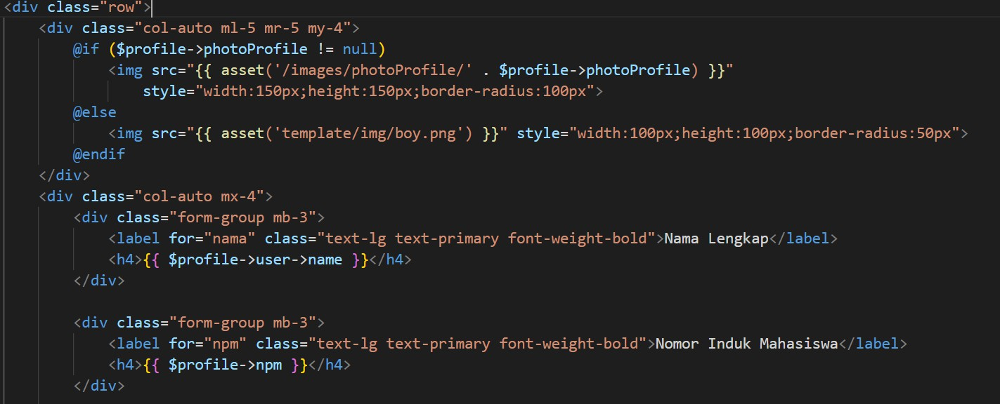 <div class="row">
<div class="col-auto ml-5 mr-5 my-4">
@if ($profile->photoProfile != null)
<img src="{{ asset('/images/photoProfile/' . $profile->photoProfile) }}"
style="width:150px;height:150px;border-radius:100px">
@else
<img src="{{ asset('template/img/boy.png') }}" style="width:100px;height:100px;border-radius:50px">
@endif
</div>
<div class="col-auto mx-4">
<div class="form-group mb-3">
<label for="nama" class="text-lg text-primary font-weight-bold">Nama Lengkap</label>
<h4>{{ $profile->user->name }}</h4>
</div>
<div class="form-group mb-3">
<label for="npm" class="text-lg text-primary font-weight-bold">Nomor Induk Mahasiswa</label>
<h4>{{ $profile->npm }}</h4>
</div>